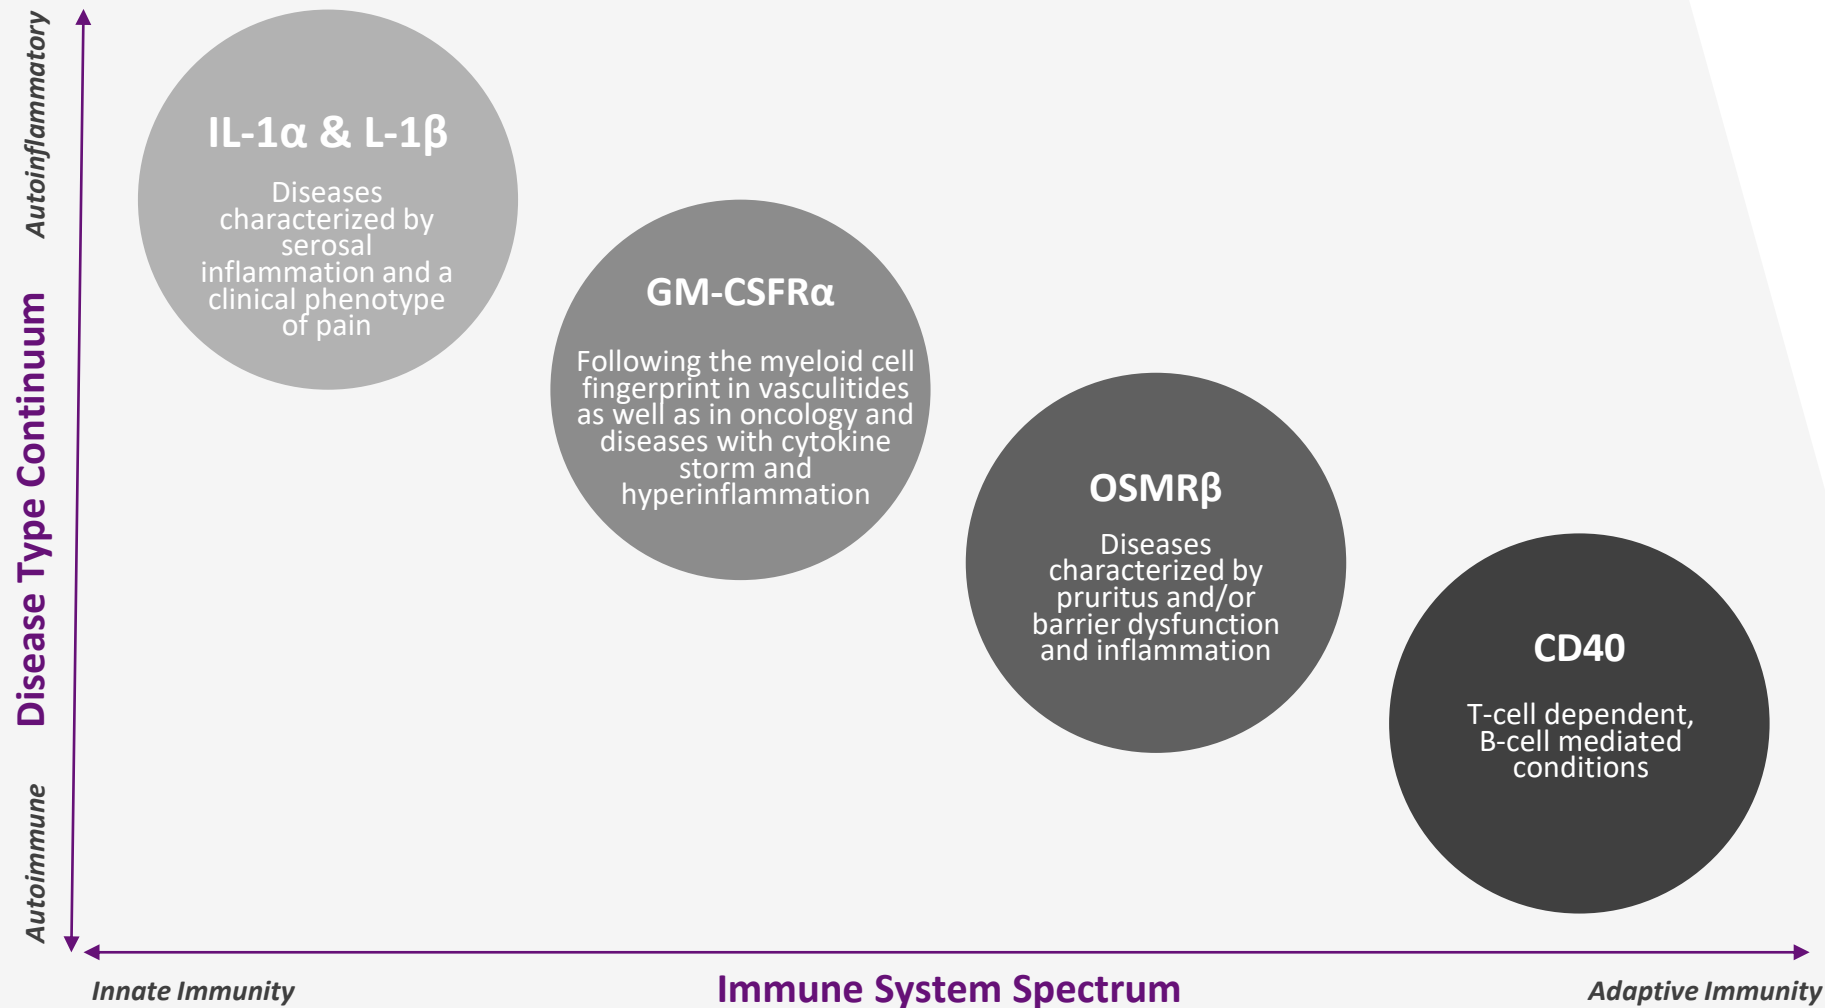 Autoinflammatory
Disease Type Continuum
Autoimmune
IL-1α & L-1β
Diseases
characterized by
serosal
inflammation and a
clinical phenotype
of pain
GM-CSFRα
Following the myeloid cell
fingerprint in vasculitides
as well as in oncology and
diseases with cytokine
storm and
hyperinflammation
OSMRβ
Diseases
characterized by
pruritus and/or
barrier dysfunction
and inflammation
CD40
T-cell dependent,
B-cell mediated
conditions
Innate Immunity
Immune System Spectrum
Adaptive Immunity